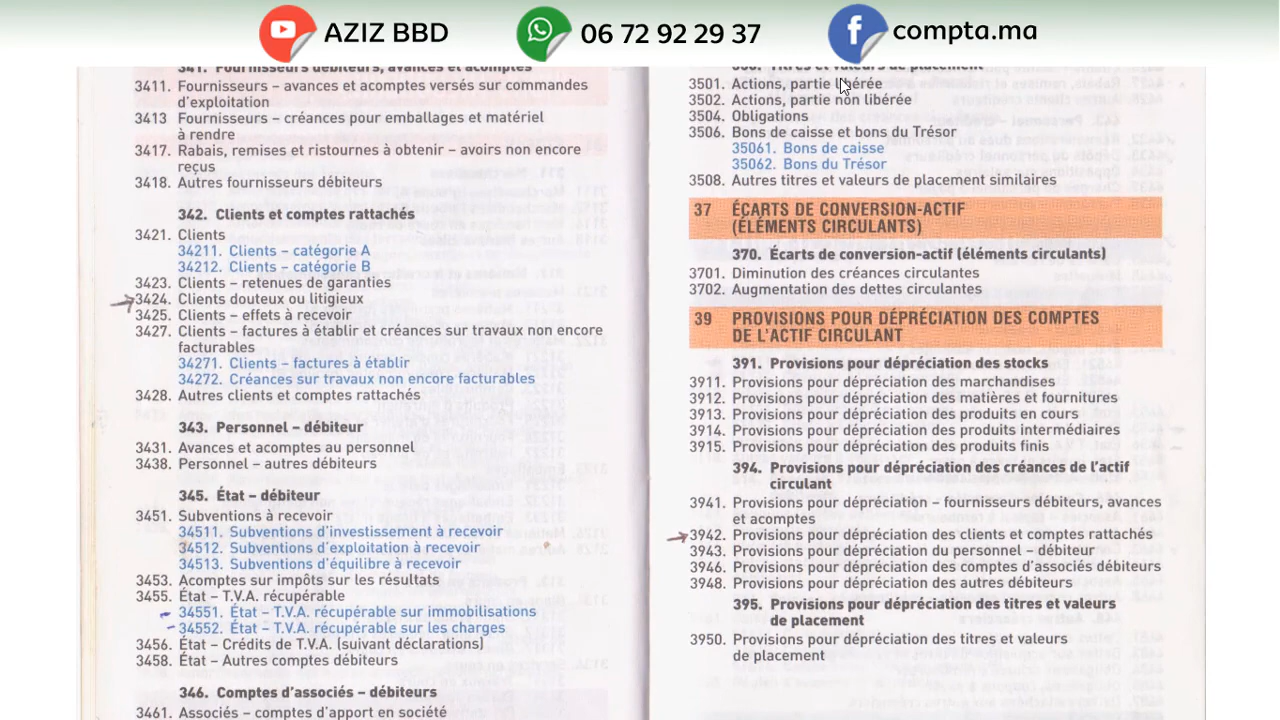 AZIZ BBD
06 72 92 29 37
compta.ma
341. Fournisseurs débiteurs, avances et acomptes
3411. Fournisseurs – avances et acomptes versés sur commandes
d'exploitation
3413 Fournisseurs – créances pour emballages et matériel
à rendre
3417. Rabais, remises et ristournes à obtenir – avoirs non encore
reçus
3418. Autres fournisseurs débiteurs
342. Clients et comptes rattachés
3421. Clients
34211. Clients – catégorie A
34212. Clients – catégorie B
3423. Clients – retenues de garanties
3424. Clients douteux ou litigieux
3425. Clients – effets à recevoir
3427. Clients – factures à établir et créances sur travaux non encore
facturables
34271. Clients – factures à établir
34272. Créances sur travaux non encore facturables
3428. Autres clients et comptes rattachés
343. Personnel – débiteur
3431. Avances et acomptes au personnel
3438. Personnel – autres débiteurs
345. État – débiteur
3451. Subventions à recevoir
34511. Subventions d'investissement à recevoir
34512. Subventions d'exploitation à recevoir
34513. Subventions d'équilibre à recevoir
3453. Acomptes sur impôts sur les résultats
3455. État – T.V.A. récupérable
34551. État – T.V.A. récupérable sur immobilisations
34552. État – T.V.A. récupérable sur les charges
3456. État – Crédits de T.V.A. (suivant déclarations)
3458. État – Autres comptes débiteurs
346. Comptes d'associés – débiteurs
3461. Associés – comptes d'apport en société
Titres et valeurs de placement
3501. Actions, partie libérée
3502. Actions, partie non libérée
3504. Obligations
3506. Bons de caisse et bons du Trésor
35061. Bons de caisse
35062. Bons du Trésor
3508. Autres titres et valeurs de placement similaires
37 ÉCARTS DE CONVERSION-ACTIF
(ÉLÉMENTS CIRCULANTS)
370. Écarts de conversion-actif (éléments circulants)
3701. Diminution des créances circulantes
3702. Augmentation des dettes circulantes
39 PROVISIONS POUR DÉPRÉCIATION DES COMPTES
DE L'ACTIF CIRCULANT
391. Provisions pour dépréciation des stocks
3911. Provisions pour dépréciation des marchandises
3912. Provisions pour dépréciation des matières et fournitures
3913. Provisions pour dépréciation des produits en cours
3914. Provisions pour dépréciation des produits intermédiaires
3915. Provisions pour dépréciation des produits finis
394. Provisions pour dépréciation des créances de l'actif
circulant
3941. Provisions pour dépréciation – fournisseurs débiteurs, avances
et acomptes
3942. Provisions pour dépréciation des clients et comptes rattachés
3943. Provisions pour dépréciation du personnel – débiteur
3946. Provisions pour dépréciation des comptes d'associés débiteurs
3948. Provisions pour dépréciation des autres débiteurs
395. Provisions pour dépréciation des titres et valeurs
de placement
3950. Provisions pour dépréciation des titres et valeurs
de placement